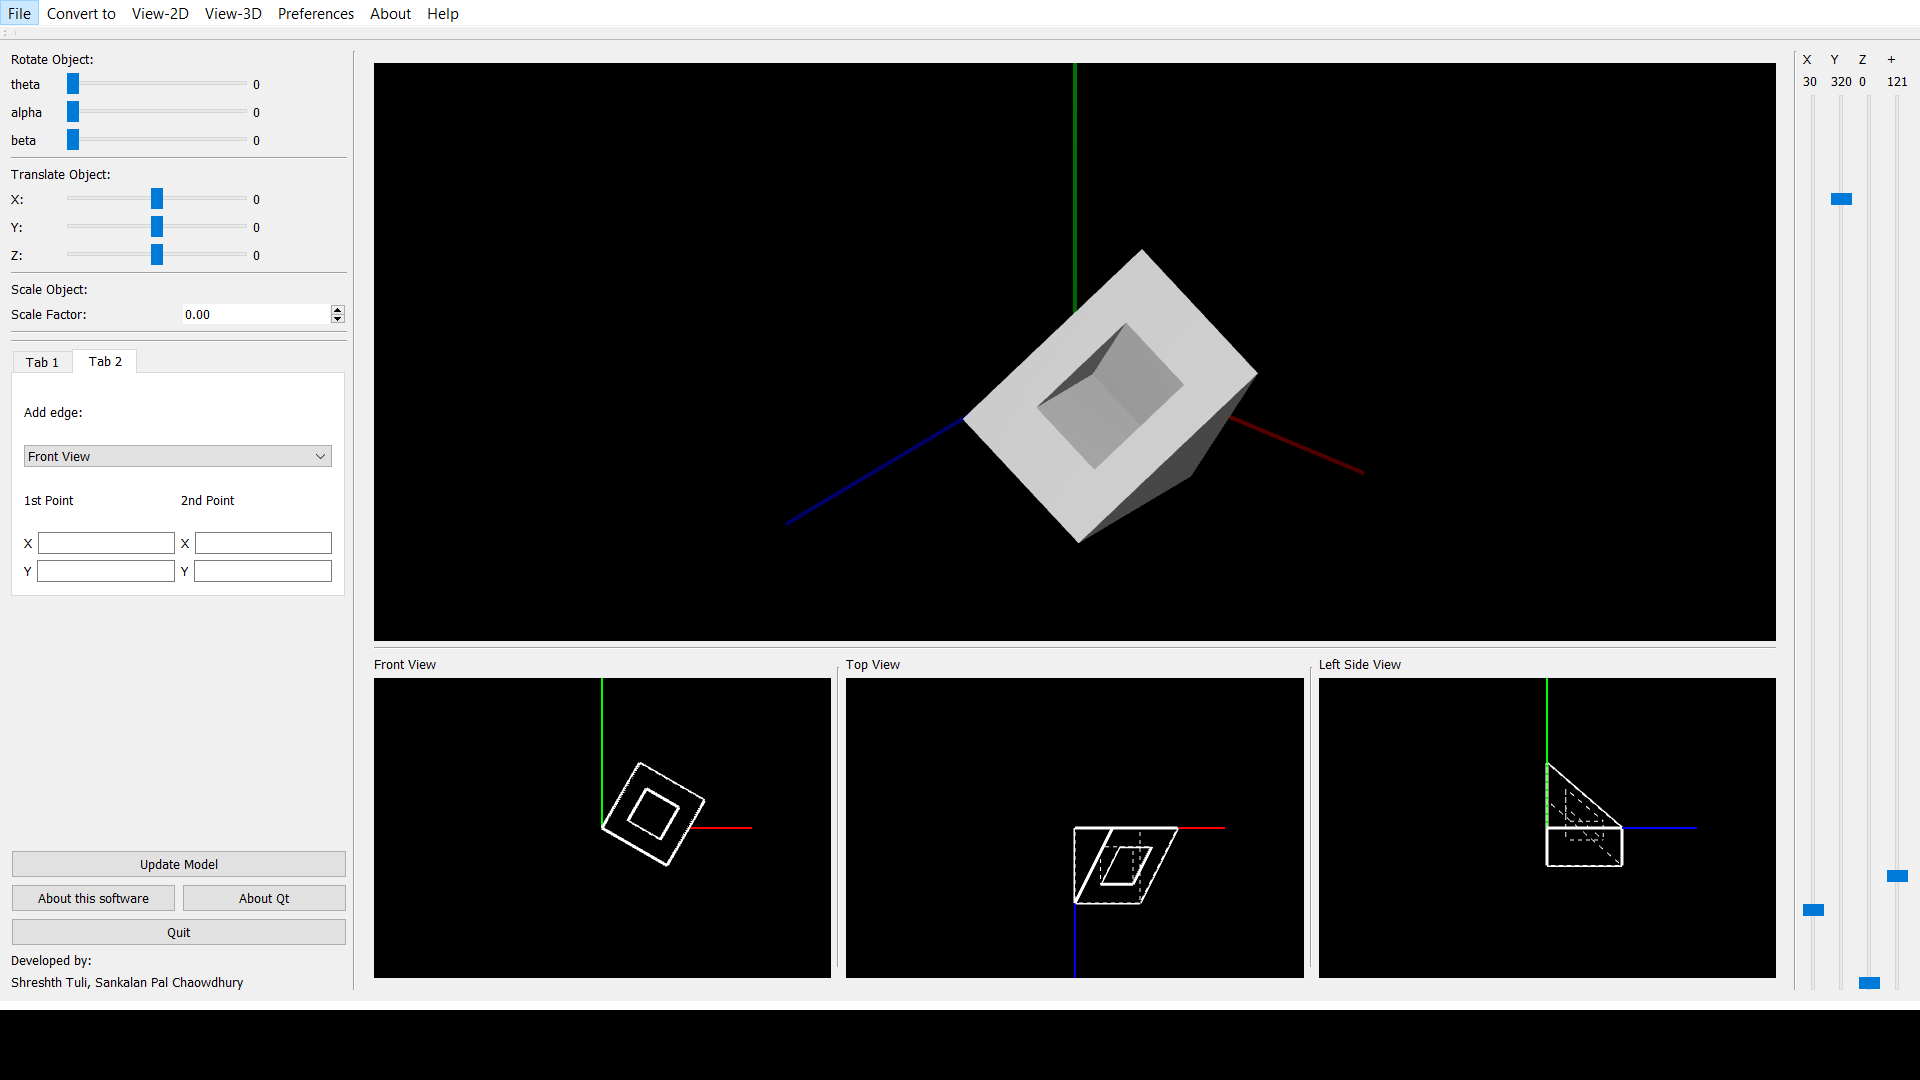 File Convert to View-2D View-3D Preferences About Help
Rotate Object:
theta 0
alpha 0
beta 0
Translate Object:
X: 0
Y: 0
Z: 0
Scale Object:
Scale Factor: 0.00
Tab 1 Tab 2
Add edge:
Front View
1st Point 2nd Point
X X
Y Y
Update Model
About this software About Qt
Quit
Developed by:
Shreshth Tuli, Sankalan Pal Chaowdhury
Front View Top View Left Side View
X Y Z +
30 320 0 121